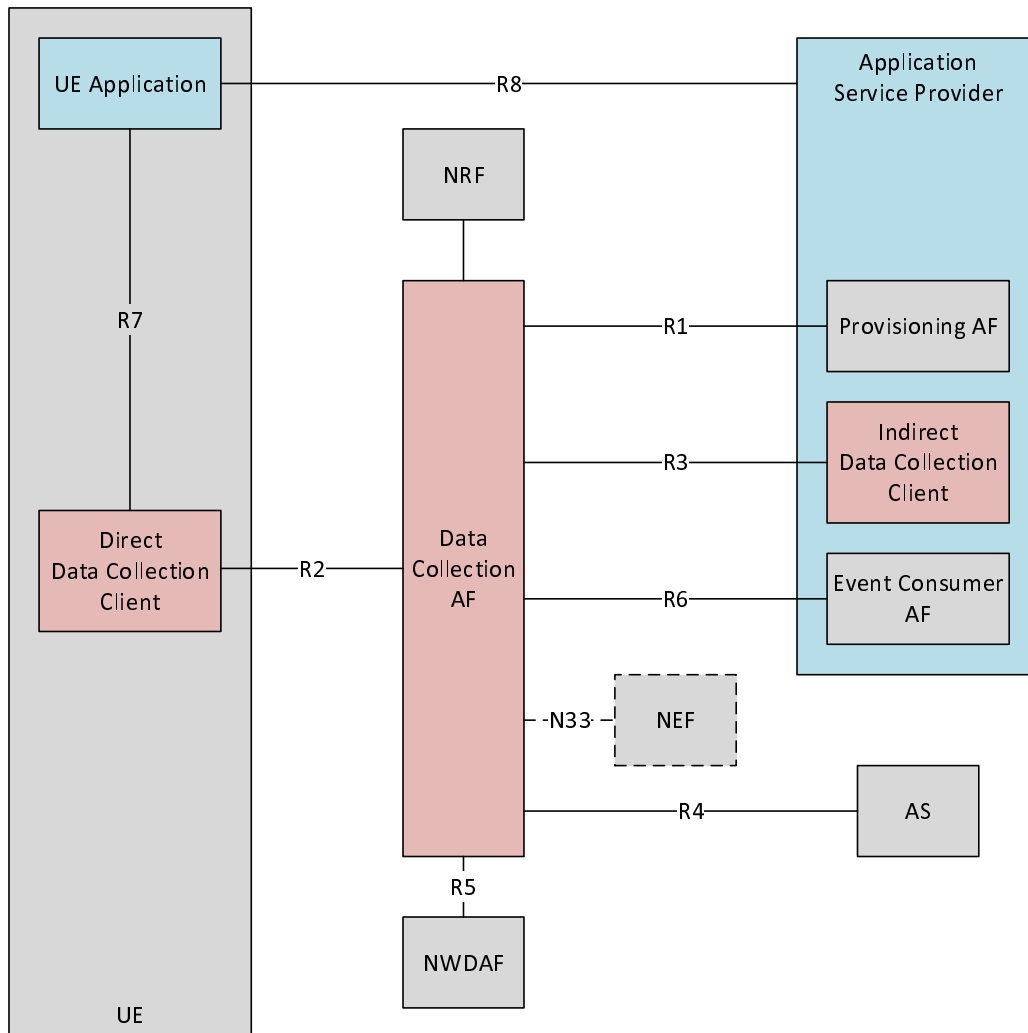 UE Application
R8
Application
Service Provider
NRF
R7
R1
Provisioning AF
Indirect
Data Collection
Client
R3
Direct
Data Collection
Client
R2
Data
Collection
AF
R6
Event Consumer
AF
N33
NEF
R4
AS
R5
NWDAF
UE